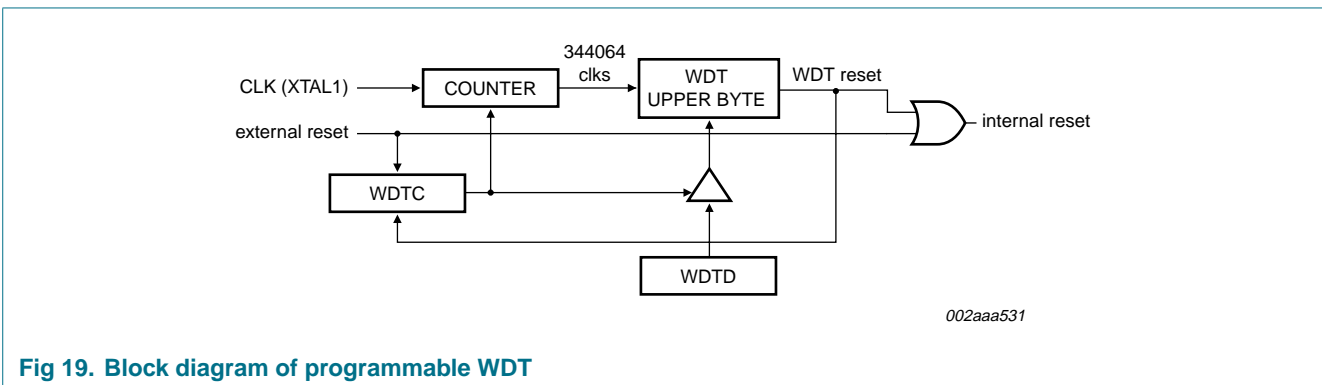 344064
clks
CLK (XTAL1)
COUNTER
WDT
UPPER BYTE
WDT reset
external reset
internal reset
WDTC
WDTD
002aaa531
Fig 19. Block diagram of programmable WDT